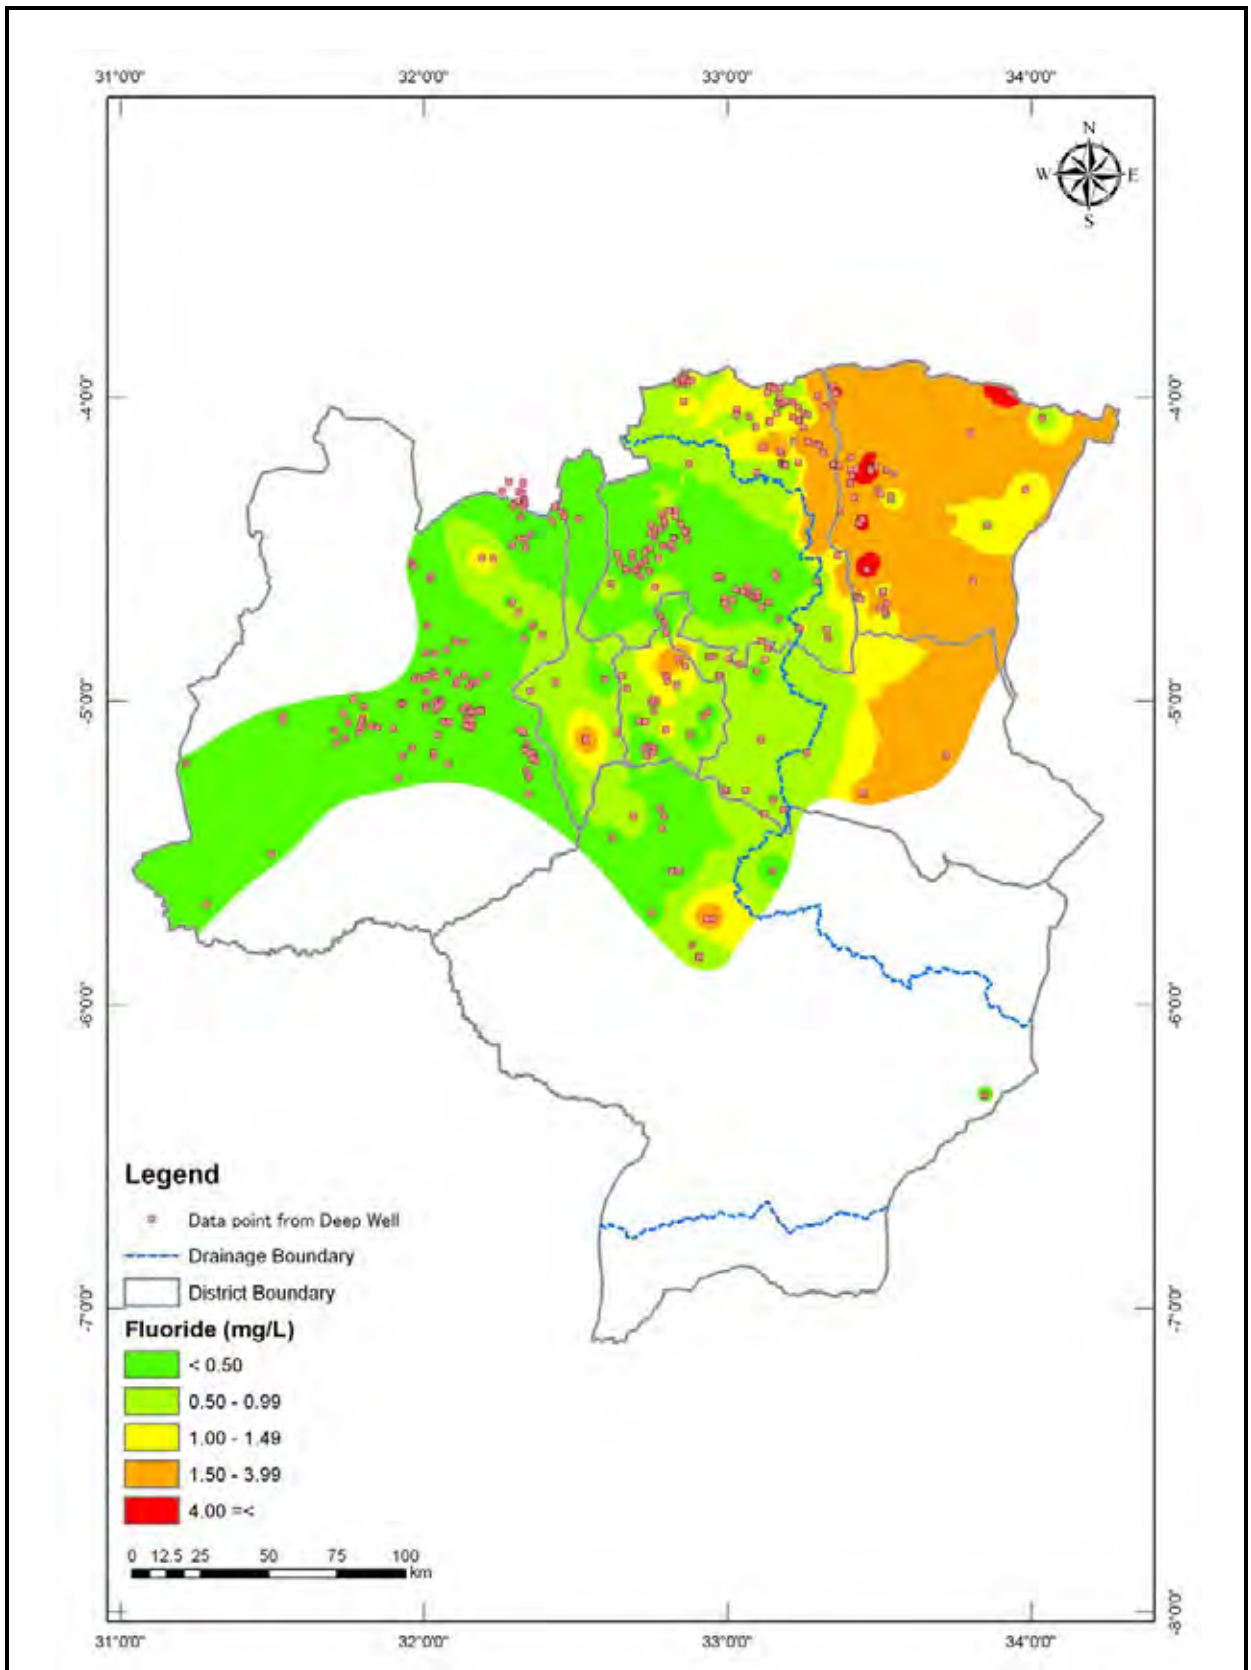 31°0'0" 32°0'0" 33°0'0" 34°0'0"
N
W E
S
-4°0'0" -4°0'0"
-5°0'0" -5°0'0"
-6°0'0" -6°0'0"
Legend
Data point from Deep Well
Drainage Boundary
District Boundary
-7°0'0" -7°0'0"
Fluoride (mg/L)
< 0.50
0.50 - 0.99
1.00 - 1.49
1.50 - 3.99
4.00 =<
0 12.5 25 50 75 100
km
-8°0'0"
31°0'0" 32°0'0" 33°0'0" 34°0'0"